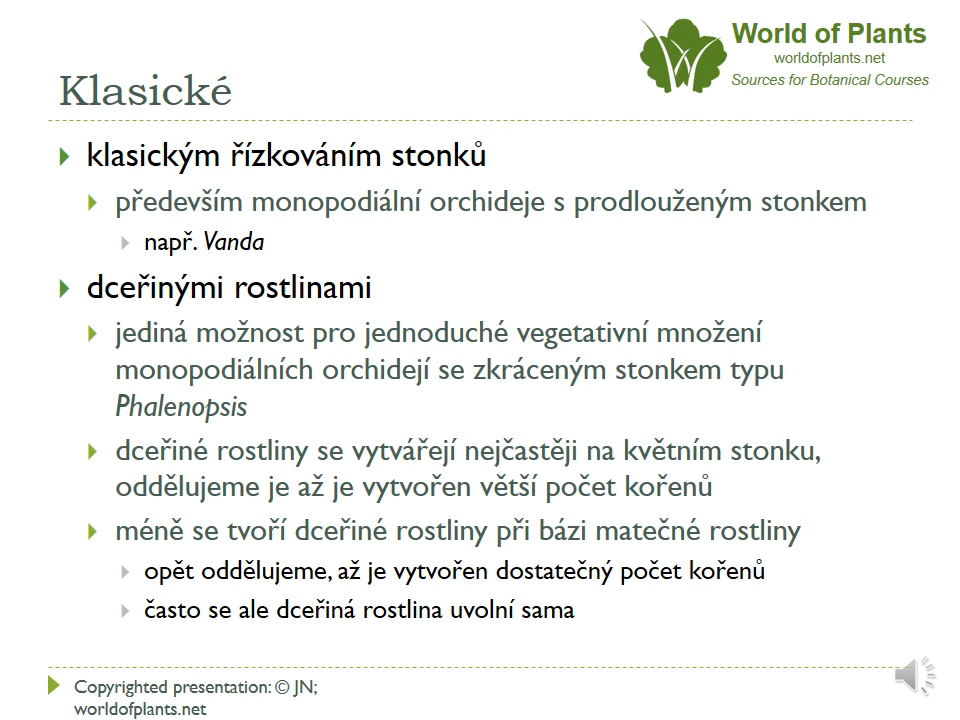 World of Plants
worldofplants.net
Sources for Botanical Courses
Klasické
klasickým řízkováním stonků
především monopodiální orchideje s prodlouženým stonkem
např. Vanda
dceřinými rostlinami
jediná možnost pro jednoduché vegetativní množení
monopodiálních orchidejí se zkráceným stonkem typu
Phalenopsis
dceřiné rostliny se vytvářejí nejčastěji na květním stonku,
oddělujeme je až je vytvořen větší počet kořenů
méně se tvoří dceřiné rostliny při bázi matečné rostliny
opět oddělujeme, až je vytvořen dostatečný počet kořenů
často se ale dceřiná rostlina uvolní sama
Copyrighted presentation: © JN;
worldofplants.net